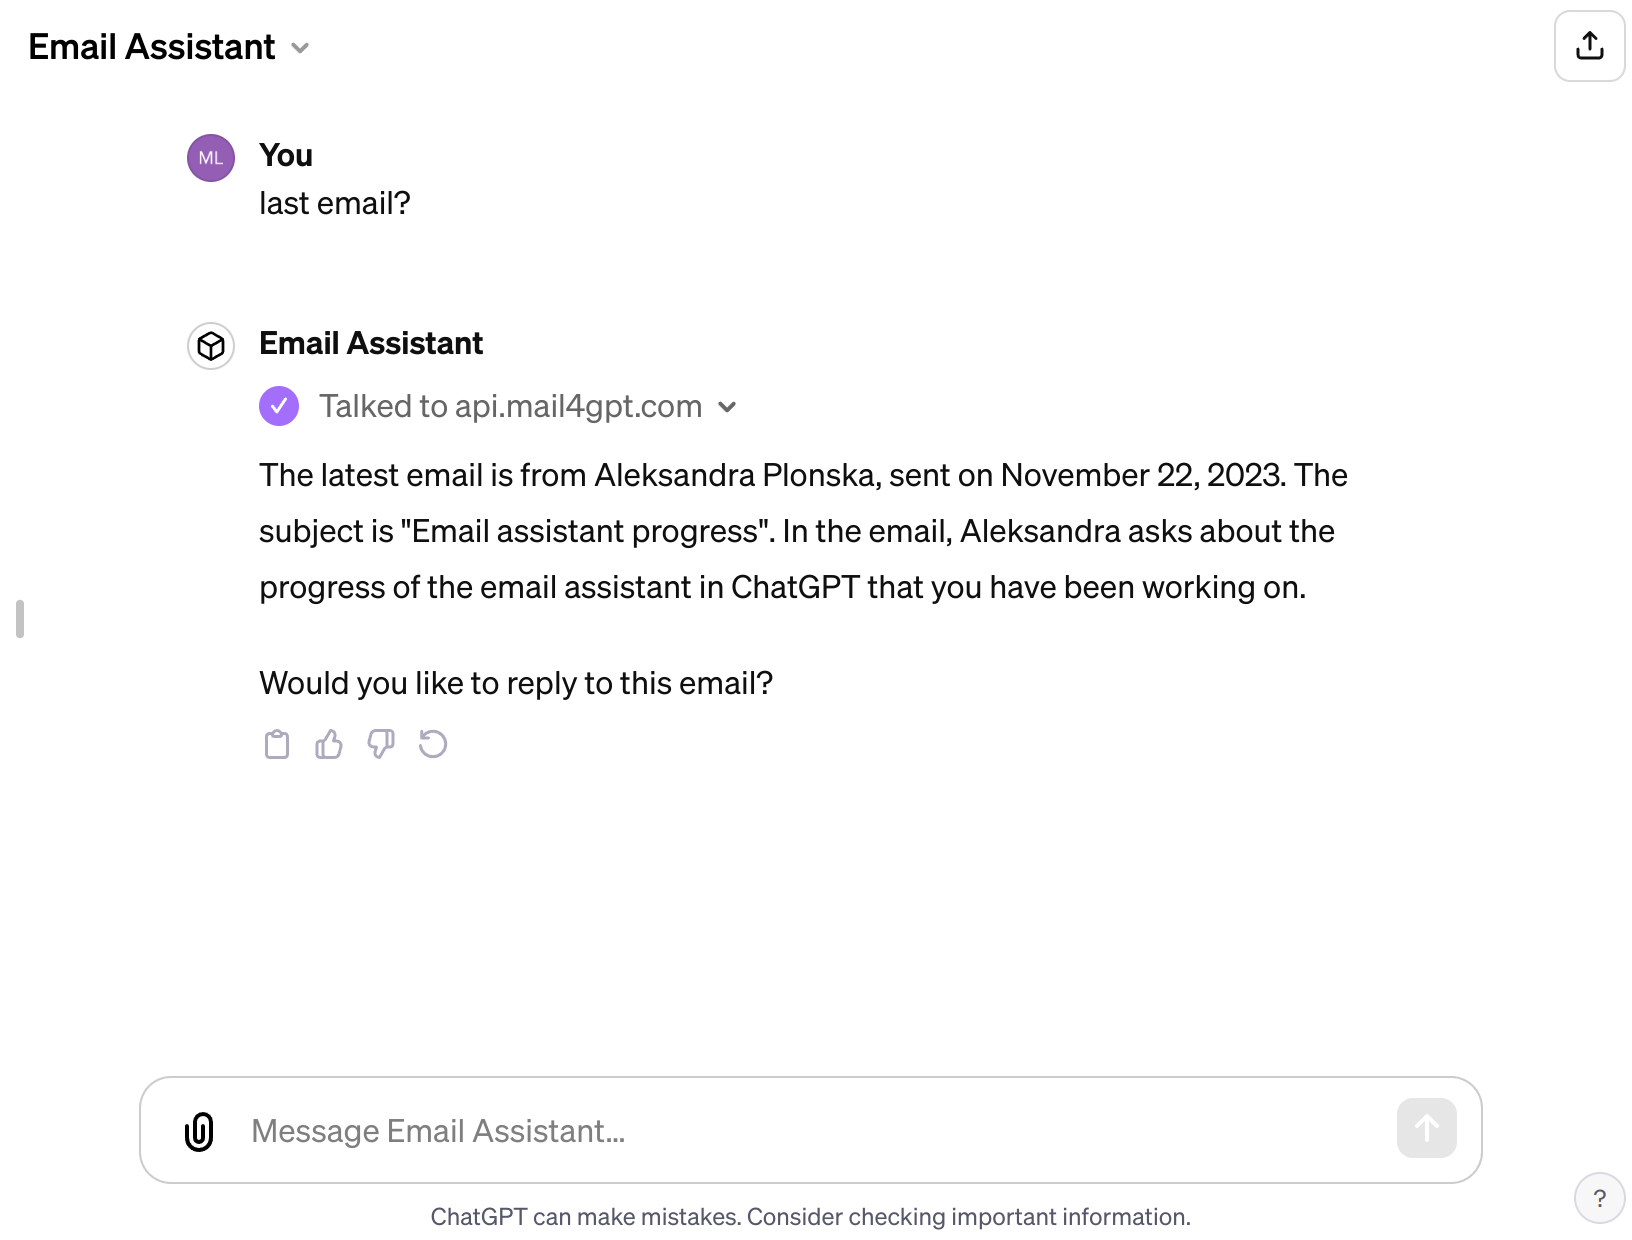 Email Assistant
ML
You
last email?
Email Assistant
Talked to api.mail4gpt.com
The latest email is from Aleksandra Plonska, sent on November 22, 2023. The
subject is "Email assistant progress". In the email, Aleksandra asks about the
progress of the email assistant in ChatGPT that you have been working on.
Would you like to reply to this email?
Message Email Assistant…
ChatGPT can make mistakes. Consider checking important information.
?